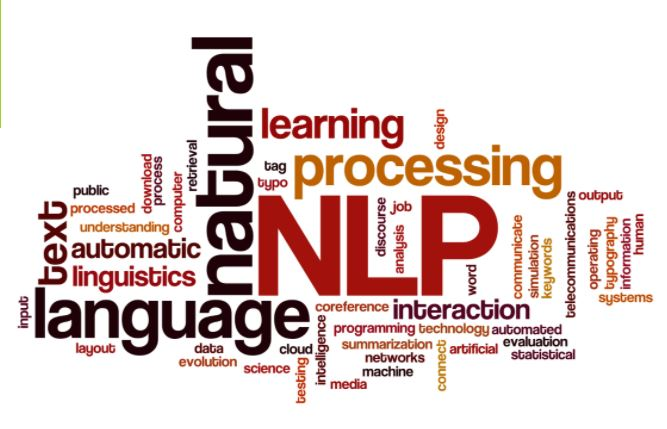 natural
learning
design
download
process
retrieval
tag
processing
public
computer
typo
text
processed
understanding
NLP
discourse
job
analysis
output
automatic
linguistics
word
communicate
simulation
keywords
telecommunications
operating
typography
information
human
systems
input
language
coreference
interaction
programming
technology
automated
layout
data
cloud
intelligence
summarization
evaluation
evolution
networks
connect
artificial
statistical
science
testing
machine
media